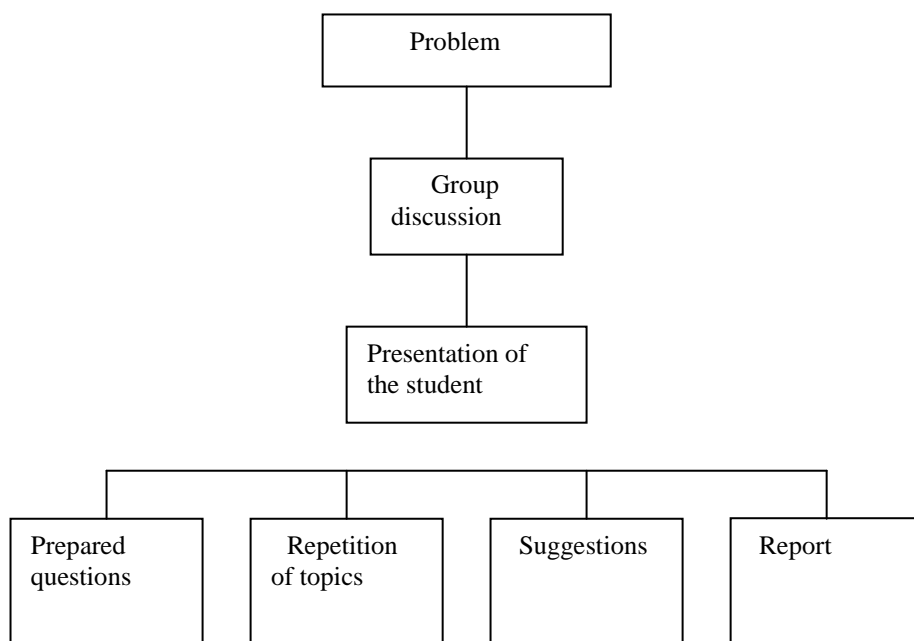 Problem
Group
discussion
Presentation of
the student
Prepared
questions
Repetition
of topics
Suggestions
Report